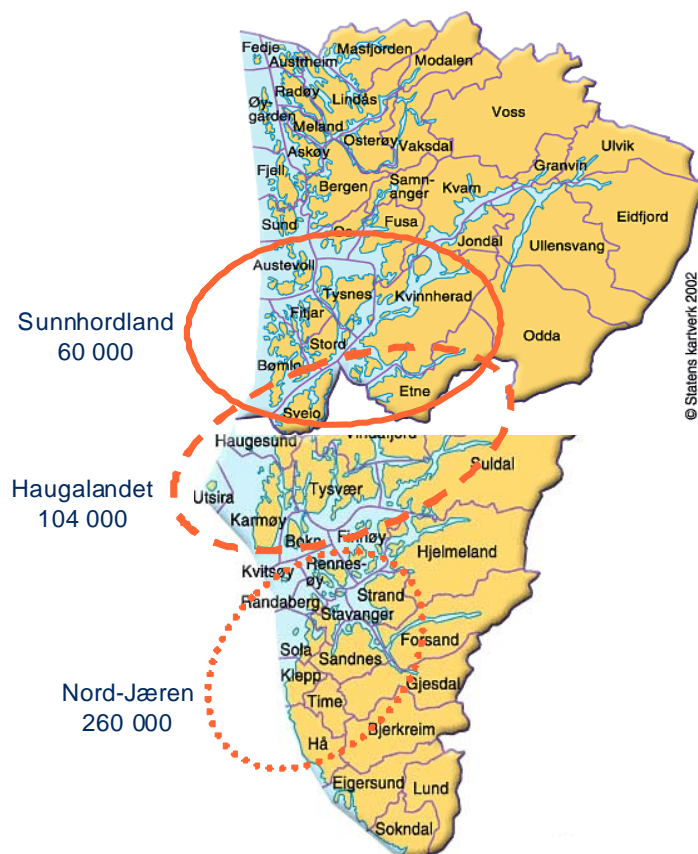 Fedje
Masfjorden
Austrheim
Modalen
Radøy
Lindås
Øy-
garden
Voss
Meland
Osterøy
Vaksdal
Ulvik
Askøy
Granvin
Fjell
Bergen
Samn-
anger
Kvam
Eidfjord
Sund
Fusa
Jondal
Ullensvang
Austevoll
Tysnes
Kvinnherad
Sunnhordland
60 000
Fitjar
Stord
Odda
Bømlo
Etne
Sveio
© Statens kartverk 2002
Haugesund
Vindafjord
Suldal
Haugalandet
104 000
Utsira
Tysvær
Karmøy
Bokn
Finnøy
Hjelmeland
Kvitsøy
Rennes-
øy
Strand
Randaberg
Stavanger
Forsand
Sola
Sandnes
Klepp
Gjesdal
Nord-Jæren
260 000
Time
Bjerkreim
Hå
Eigersund
Lund
Sokndal